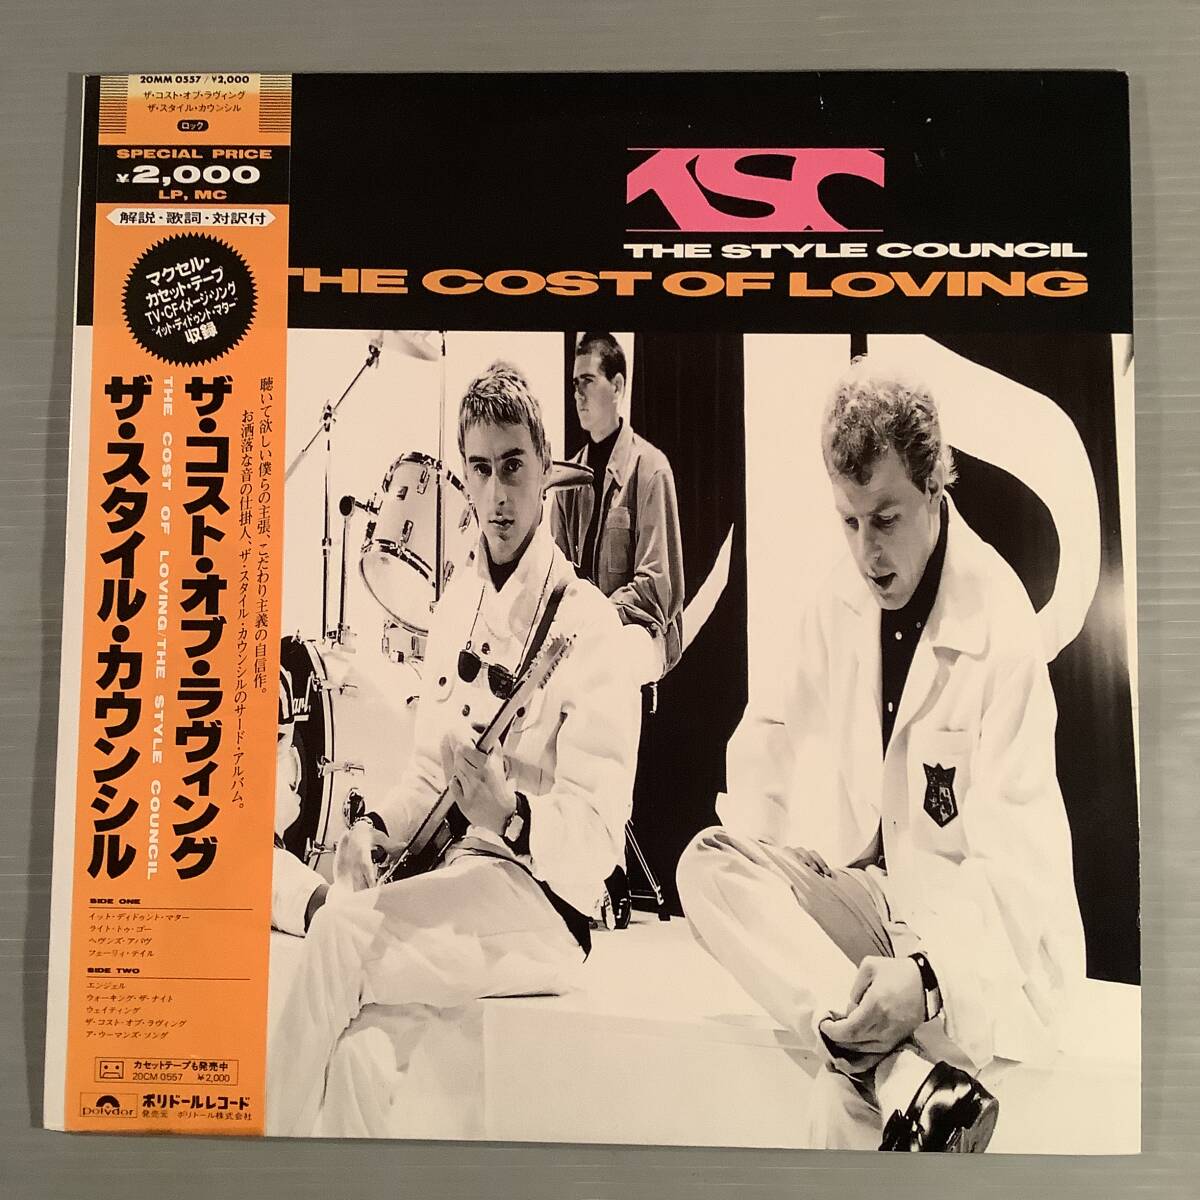 20MM 0557/¥2,000
ザ・コスト・オブ・ラヴィング
ザ・スタイル・カウンシル
ロック
SPECIAL PRICE
¥2,000
LP, MC
解説・歌詞・対訳付
マクセル・
カセット・テープ
TV・CFイメージ・ソング
"イット・ディドゥント・マター"
収録
聴いて欲しい僕らの主張、こだわり主義の自信作。
お洒落な音の仕掛人、ザ・スタイル・カウンシルのサード・アルバム。
ザ・コスト・オブ・ラヴィング
THE COST OF LOVING/THE STYLE COUNCIL
ザ・スタイル・カウンシル
SIDE ONE
イット・ディドゥント・マター
ライト・トゥ・ゴー
ヘヴンズ・アバヴ
フェーリィ・テイル
SIDE TWO
エンジェル
ウォーキング・ザ・ナイト
ウェイティング
ザ・コスト・オブ・ラヴィング
ア・ウーマンズ・ソング
カセットテープも発売中
20CM 0557 ¥2,000
polydor
ポリドールレコード
発売元 ポリドール株式会社
TSC
THE STYLE COUNCIL
THE COST OF LOVING